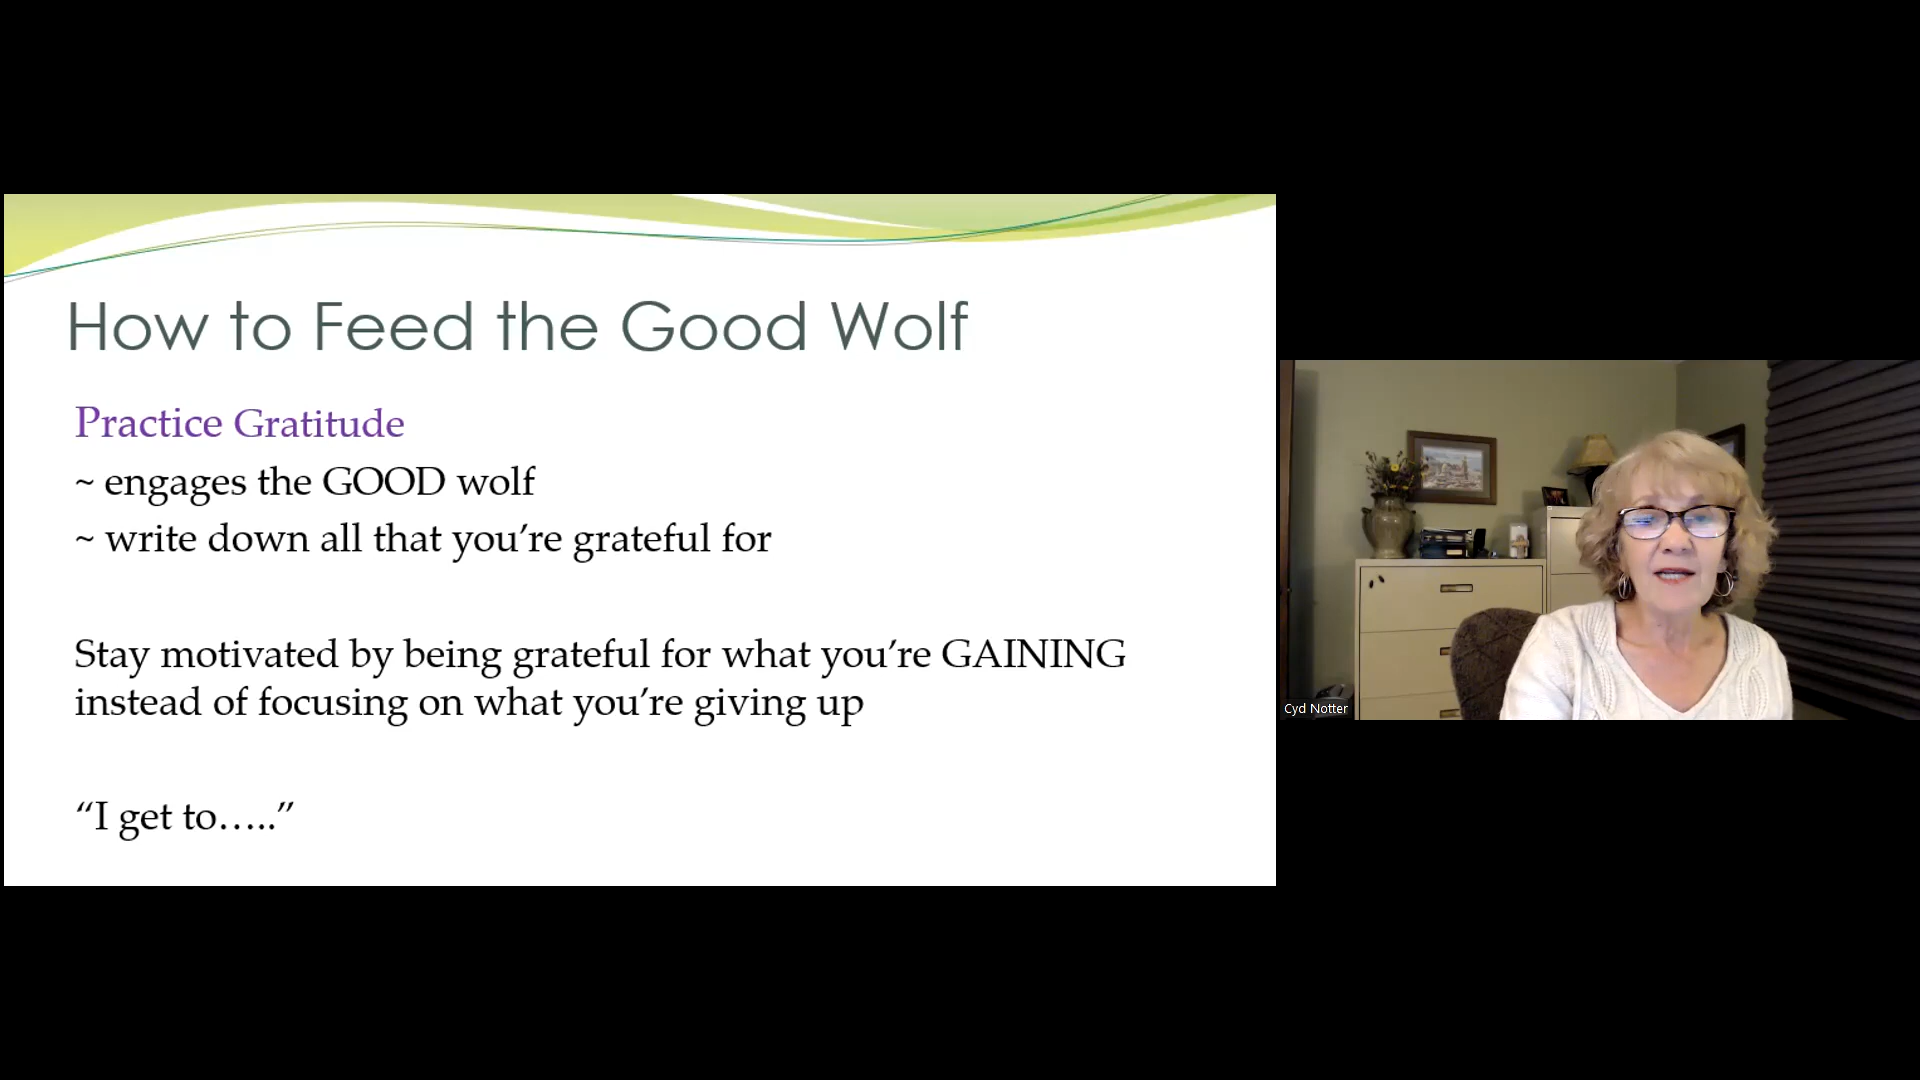 How to Feed the Good Wolf
Practice Gratitude
~ engages the GOOD wolf
~ write down all that you’re grateful for
Stay motivated by being grateful for what you’re GAINING
instead of focusing on what you’re giving up
“I get to…..”
Cyd Notter